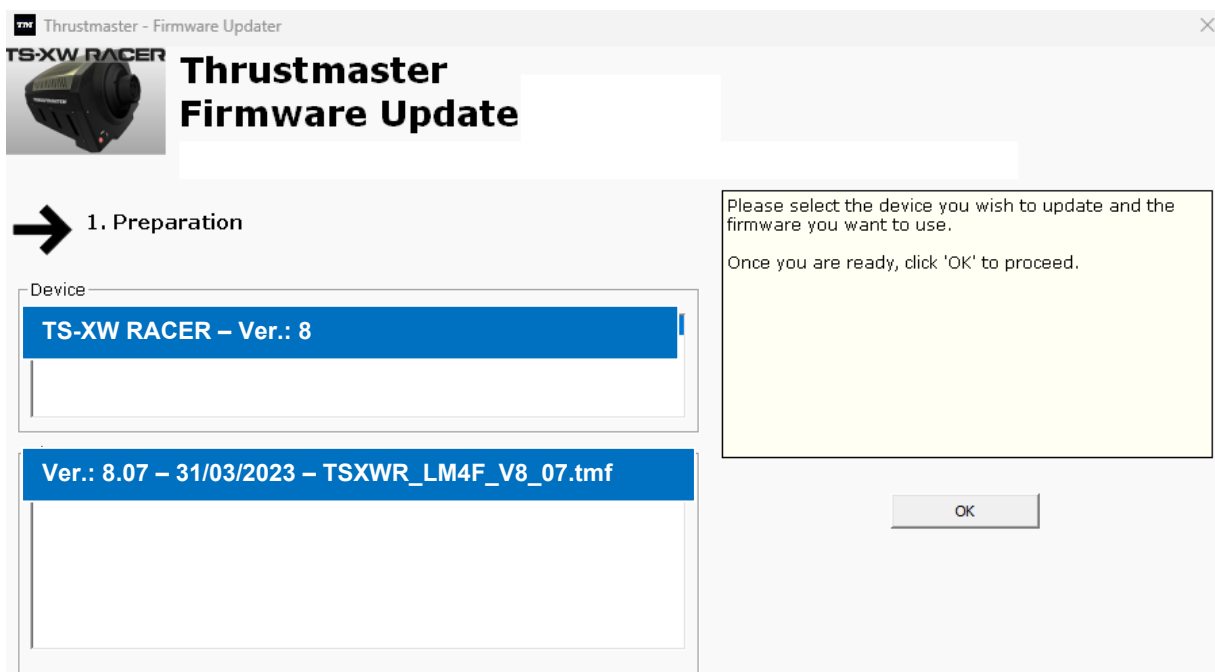 Thrustmaster - Firmware Updater
TS-XW RACER
Thrustmaster
Firmware Update
1. Preparation
Please select the device you wish to update and the
firmware you want to use.
Once you are ready, click 'OK' to proceed.
Device
TS-XW RACER – Ver.: 8
Ver.: 8.07 – 31/03/2023 – TSXWR_LM4F_V8_07.tmf
OK